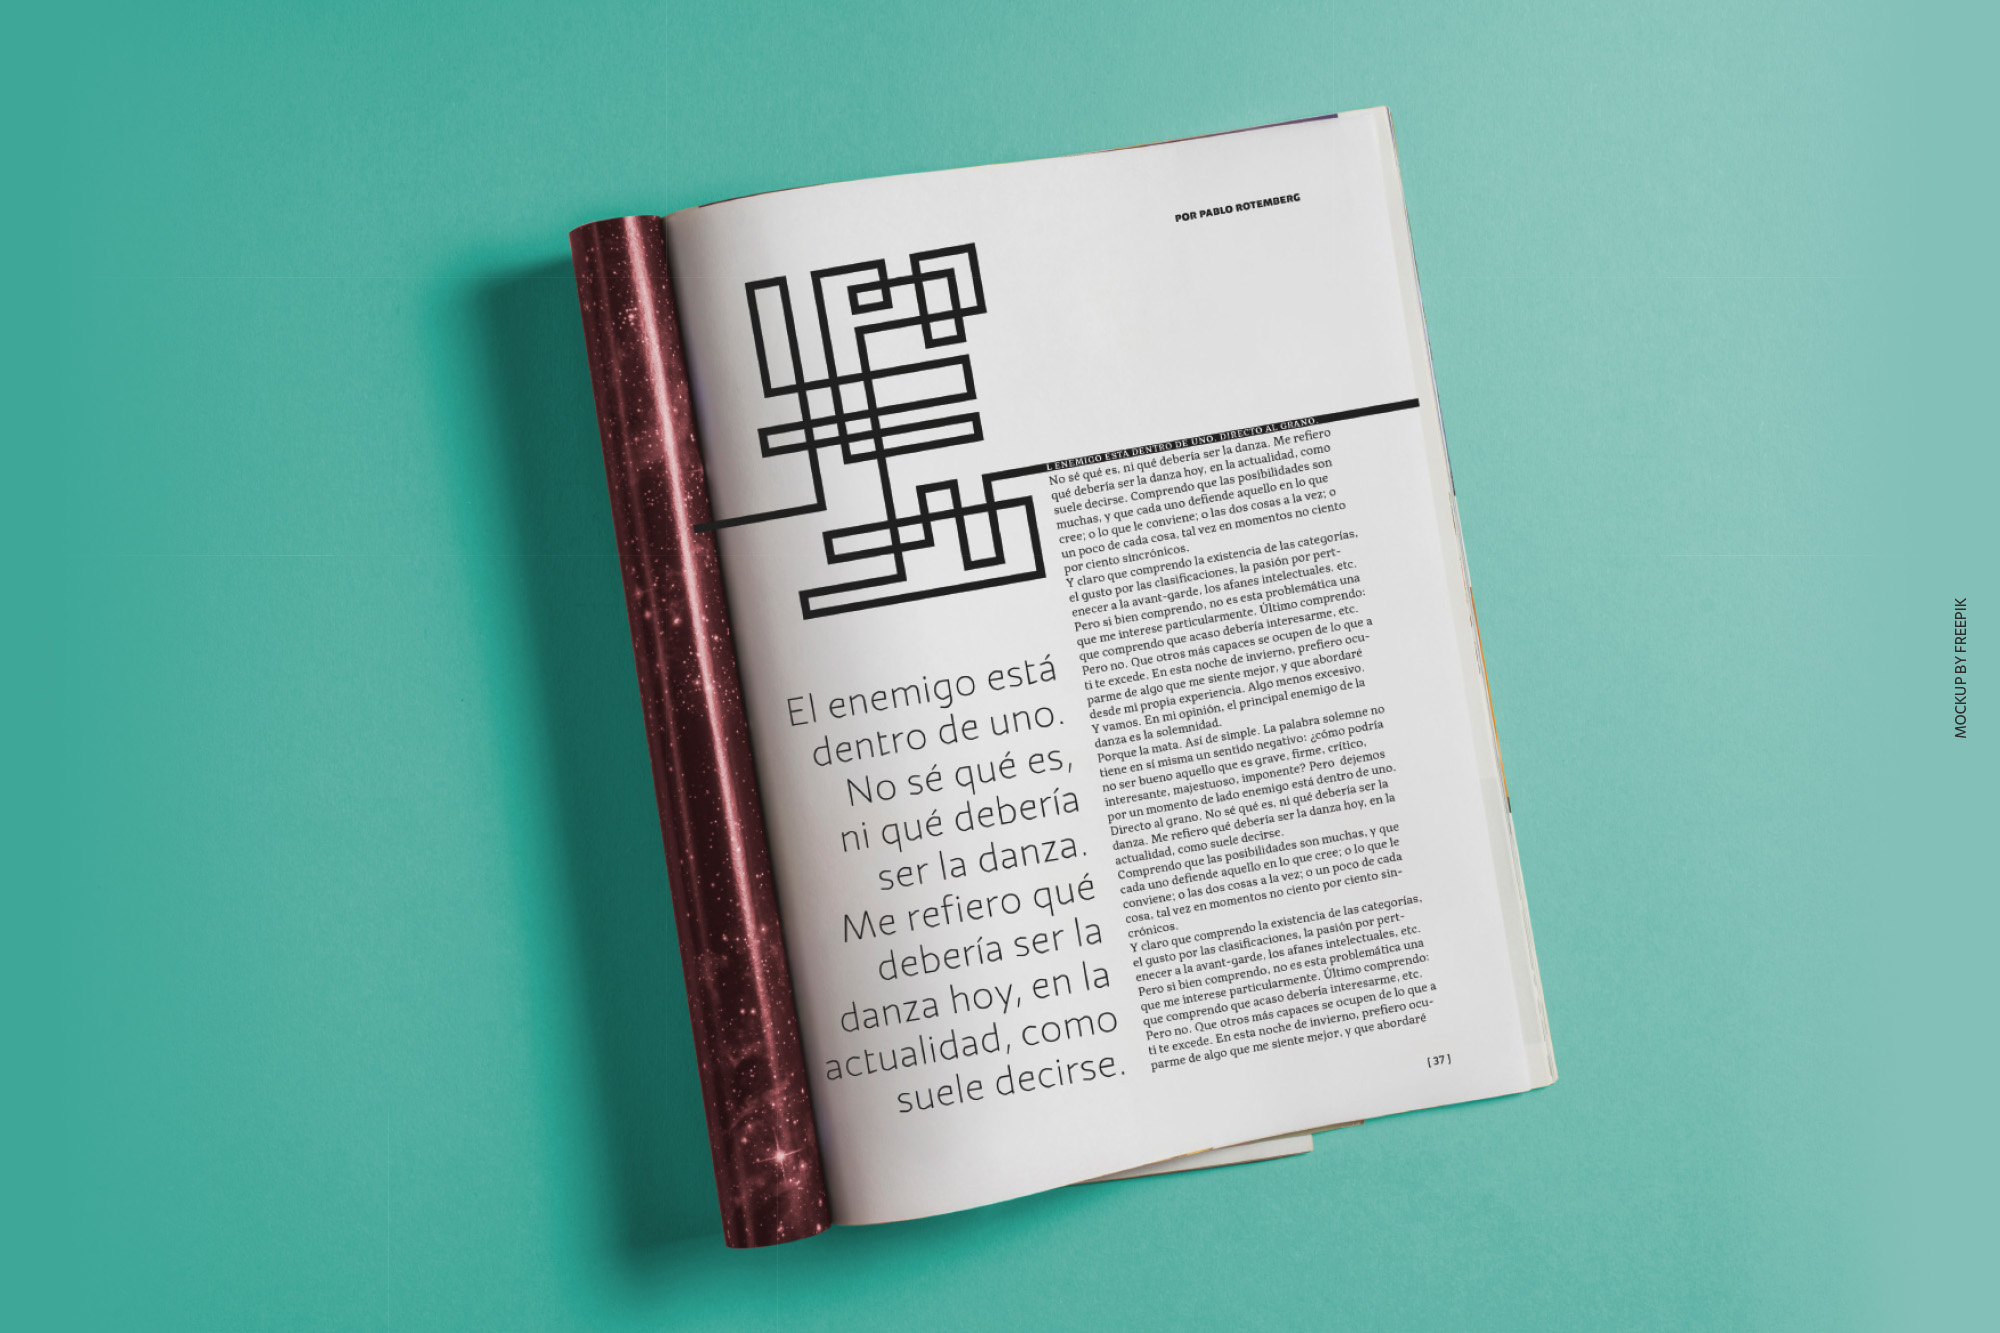 POR PABLO ROTEMBERG
El enemigo está
dentro de uno.
No sé qué es,
ni qué debería
ser la danza.
Me refiero qué
debería ser la
danza hoy, en la
actualidad, como
suele decirse.
L ENEMIGO ESTÁ DENTRO DE UNO. DIRECTO AL GRANO.
No sé qué es, ni qué debería ser la danza. Me refiero
qué debería ser la danza hoy, en la actualidad, como
suele decirse. Comprendo que las posibilidades son
muchas, y que cada uno defiende aquello en lo que
cree; o lo que le conviene; o las dos cosas a la vez; o
un poco de cada cosa, tal vez en momentos no ciento
por ciento sincrónicos.
Y claro que comprendo la existencia de las categorías,
el gusto por las clasificaciones, la pasión por pert-
enecer a la avant-garde, los afanes intelectuales, etc.
Pero si bien comprendo, no es esta problemática una
que me interese particularmente. Último comprendo:
que comprendo que acaso debería interesarme, etc.
Pero no. Que otros más capaces se ocupen de lo que a
ti te excede. En esta noche de invierno, prefiero ocu-
parme de algo que me siente mejor, y que abordaré
desde mi propia experiencia. Algo menos excesivo.
Y vamos. En mi opinión, el principal enemigo de la
danza es la solemnidad.
Porque la mata. Así de simple. La palabra solemne no
tiene en sí misma un sentido negativo: ¿cómo podría
no ser bueno aquello que es grave, firme, crítico,
interesante, majestuoso, imponente? Pero dejemos
por un momento de lado enemigo está dentro de uno.
Directo al grano. No sé qué es, ni qué debería ser la
danza. Me refiero qué debería ser la danza hoy, en la
actualidad, como suele decirse.
Comprendo que las posibilidades son muchas, y que
cada uno defiende aquello en lo que cree; o lo que le
conviene; o las dos cosas a la vez; o un poco de cada
cosa, tal vez en momentos no ciento por ciento sin-
crónicos.
Y claro que comprendo la existencia de las categorías,
el gusto por las clasificaciones, la pasión por pert-
enecer a la avant-garde, los afanes intelectuales, etc.
Pero si bien comprendo, no es esta problemática una
que me interese particularmente. Último comprendo:
que comprendo que acaso debería interesarme, etc.
Pero no. Que otros más capaces se ocupen de lo que a
ti te excede. En esta noche de invierno, prefiero ocu-
parme de algo que me siente mejor, y que abordaré
[37]
MOCKUP BY FREEPIK